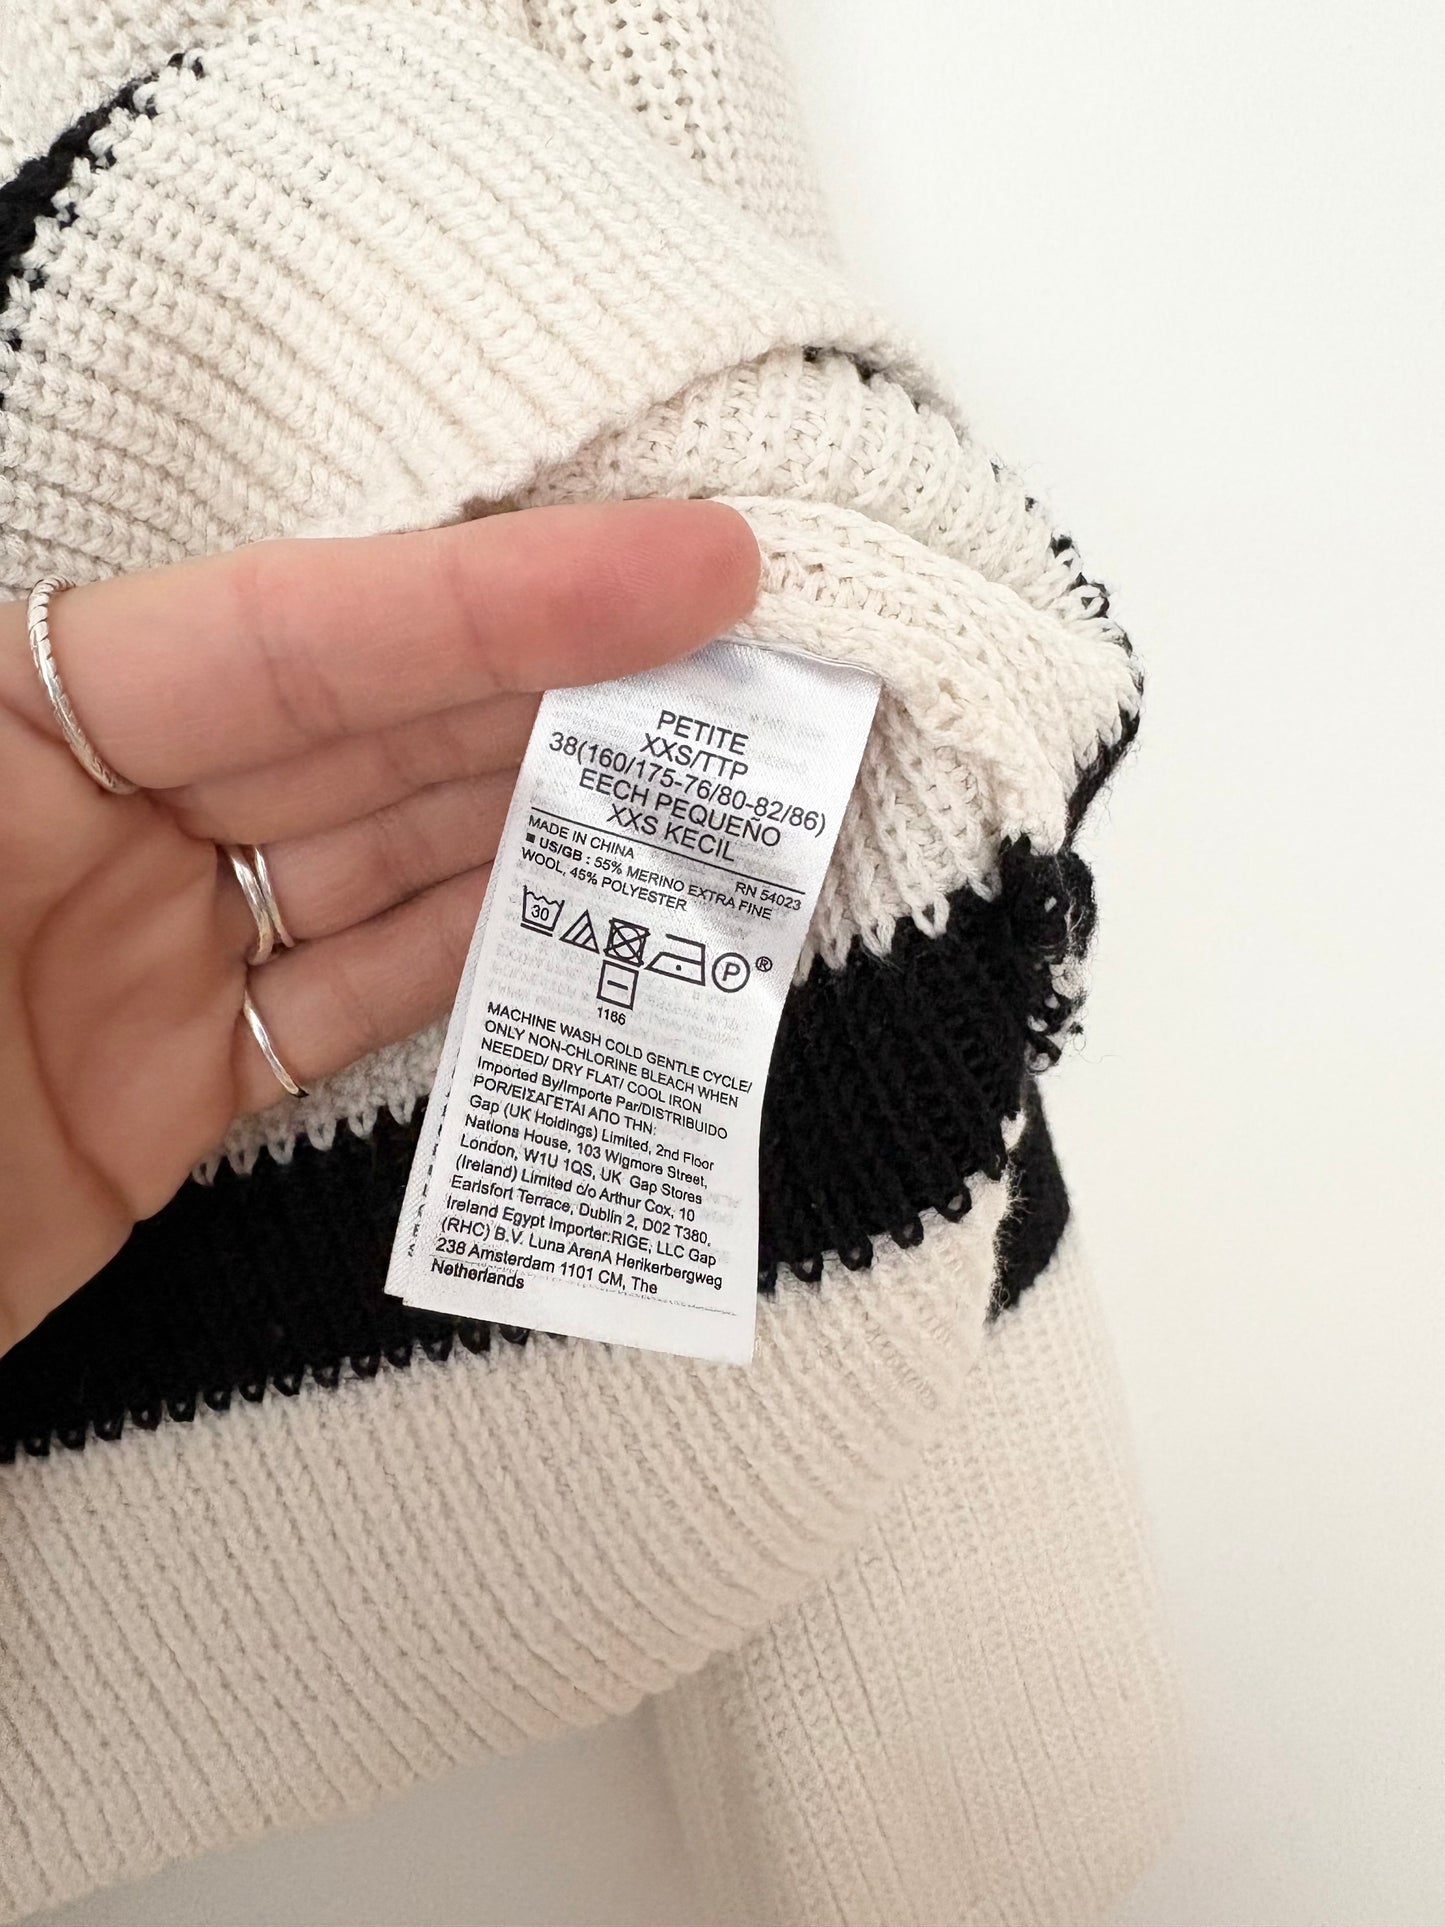 PETITE
XXS/TTP
38(160/175-76/80-82/86)
EECH PEQUEÑO
XXS KECIL
MADE IN CHINA
RN 54023
■ US/GB : 55% MERINO EXTRA FINE
WOOL, 45% POLYESTER
30
P ®
1166
MACHINE WASH COLD GENTLE CYCLE/
ONLY NON-CHLORINE BLEACH WHEN
NEEDED/ DRY FLAT/ COOL IRON
Imported By/Importe Par/DISTRIBUIDO
POR/ΕΙΣΑΓΕΤΑΙ ΑΠΟ ΤΗΝ:
Gap (UK Holdings) Limited, 2nd Floor
Nations House, 103 Wigmore Street,
London, W1U 1QS, UK Gap Stores
(Ireland) Limited c/o Arthur Cox, 10
Earlsfort Terrace, Dublin 2, D02 T380,
Ireland Egypt Importer:RIGE, LLC Gap
(RHC) B.V. Luna ArenA Herikerbergweg
238 Amsterdam 1101 CM, The
Netherlands